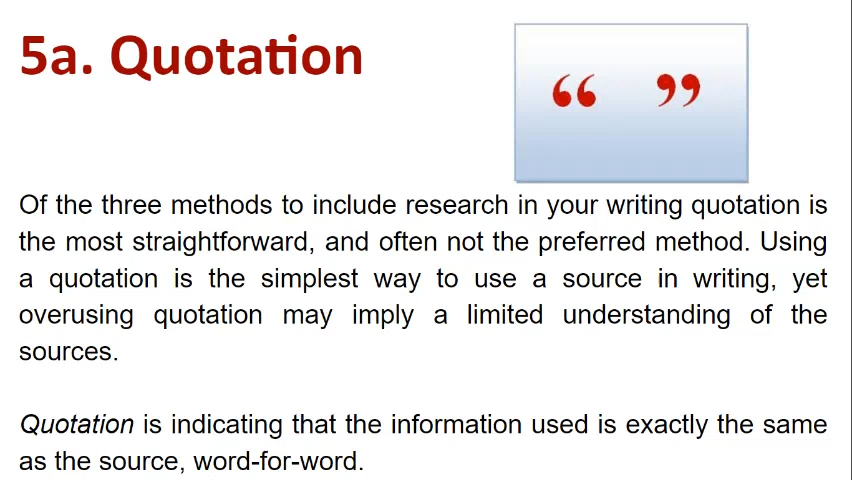 5a. Quotation
“ ”
Of the three methods to include research in your writing quotation is
the most straightforward, and often not the preferred method. Using
a quotation is the simplest way to use a source in writing, yet
overusing quotation may imply a limited understanding of the
sources.
Quotation is indicating that the information used is exactly the same
as the source, word-for-word.